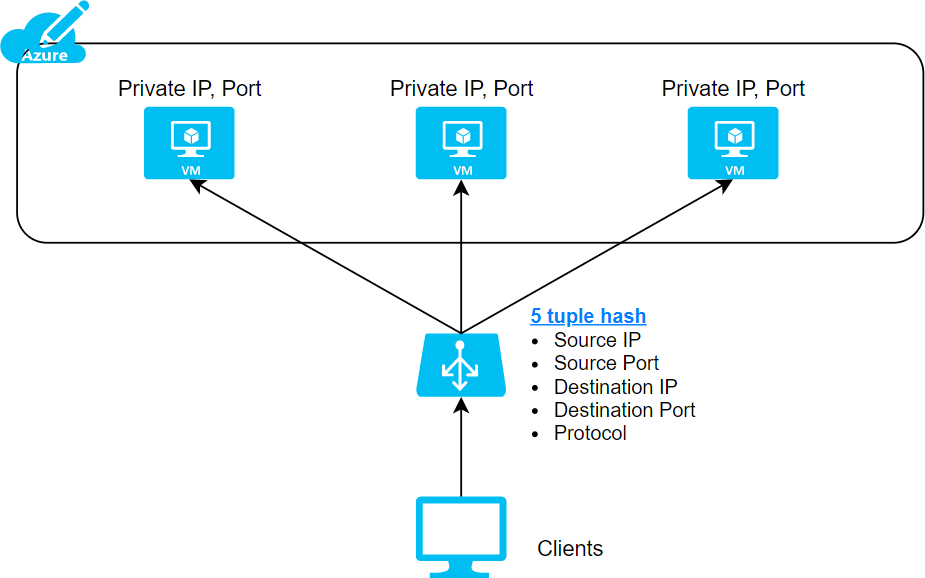 Azure
Private IP, Port
Private IP, Port
Private IP, Port
VM
VM
VM
5 tuple hash
Source IP
Source Port
Destination IP
Destination Port
Protocol
Clients